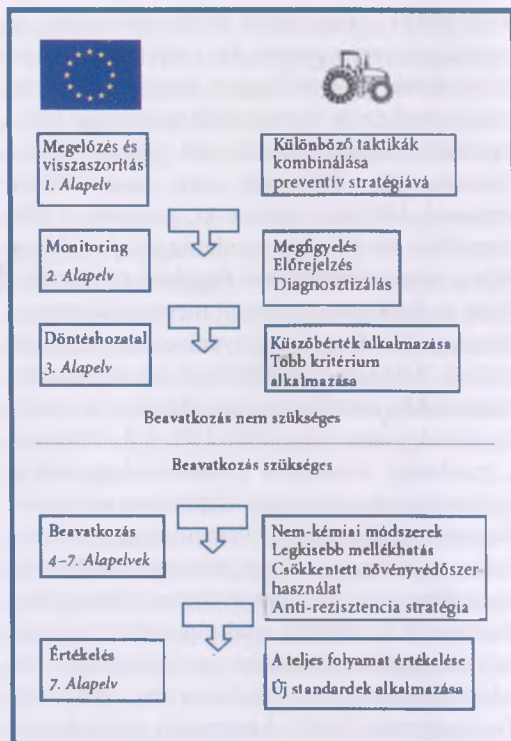 Megelőzés és
visszaszorítás
1. Alapelv
Különböző taktikák
kombinálása
preventív stratégiává
Monitoring
2. Alapelv
Megfigyelés
Előrejelzés
Diagnosztizálás
Döntéshozatal
3. Alapelv
Küszöbérték alkalmazása
Több kritérium
alkalmazása
Beavatkozás nem szükséges
Beavatkozás szükséges
Beavatkozás
4–7. Alapelvek
Nem-kémiai módszerek
Legkisebb mellékhatás
Csökkentett növényvédőszer-
használat
Anti-rezisztencia stratégia
Értékelés
7. Alapelv
A teljes folyamat értékelése
Új standardek alkalmazása